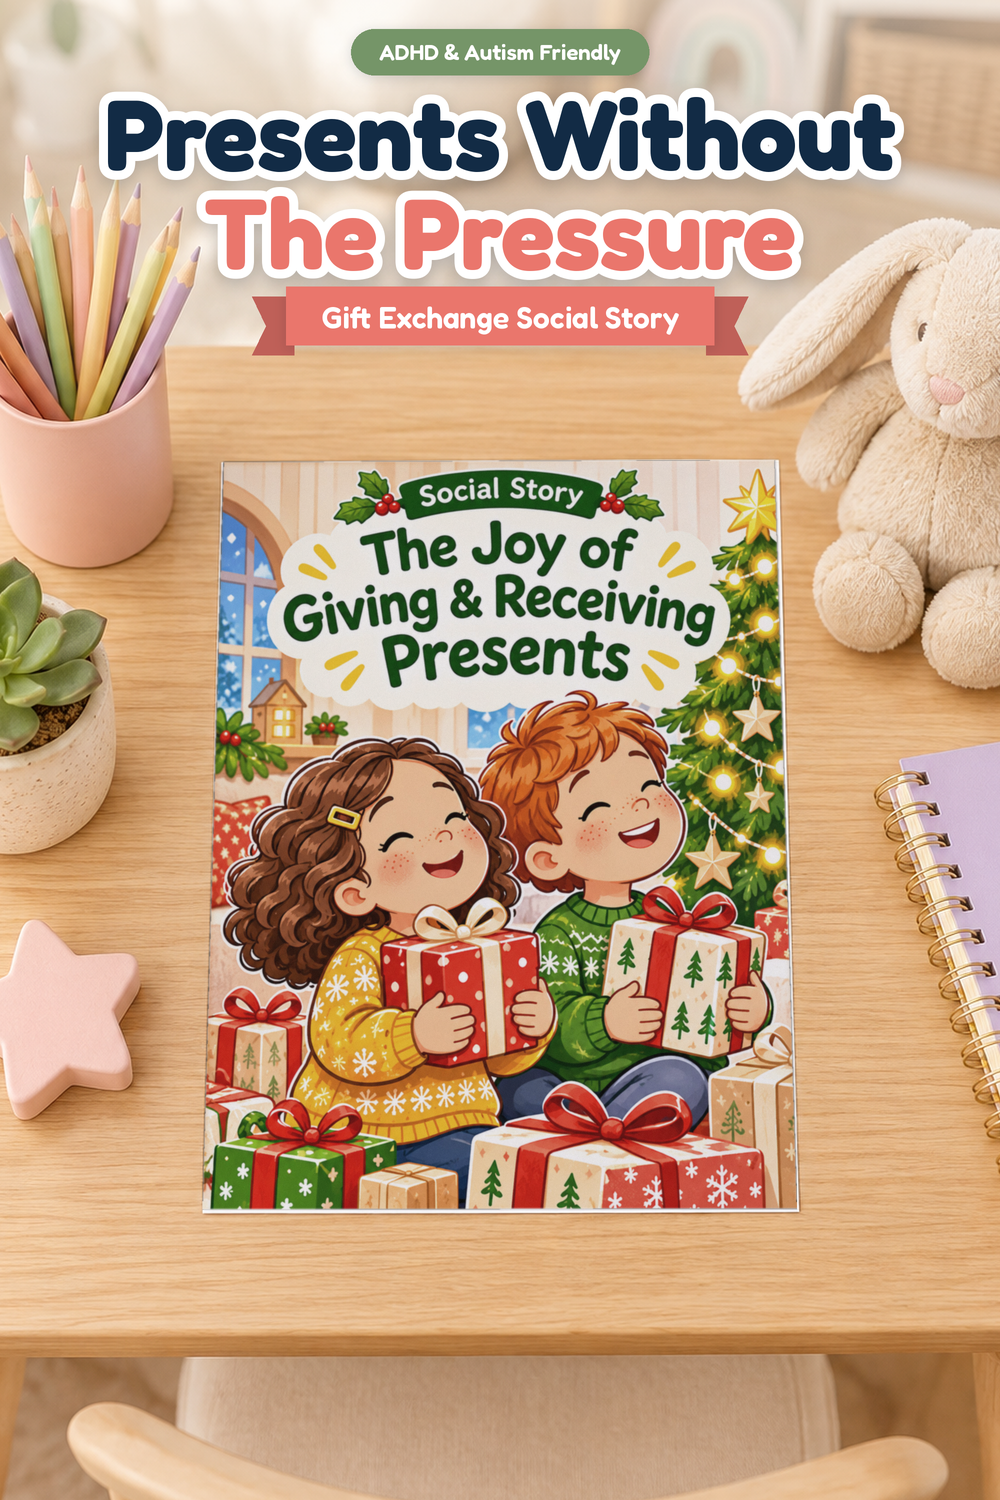 ADHD & Autism Friendly
Presents Without
The Pressure
Gift Exchange Social Story
Social Story
The Joy of
Giving & Receiving
Presents